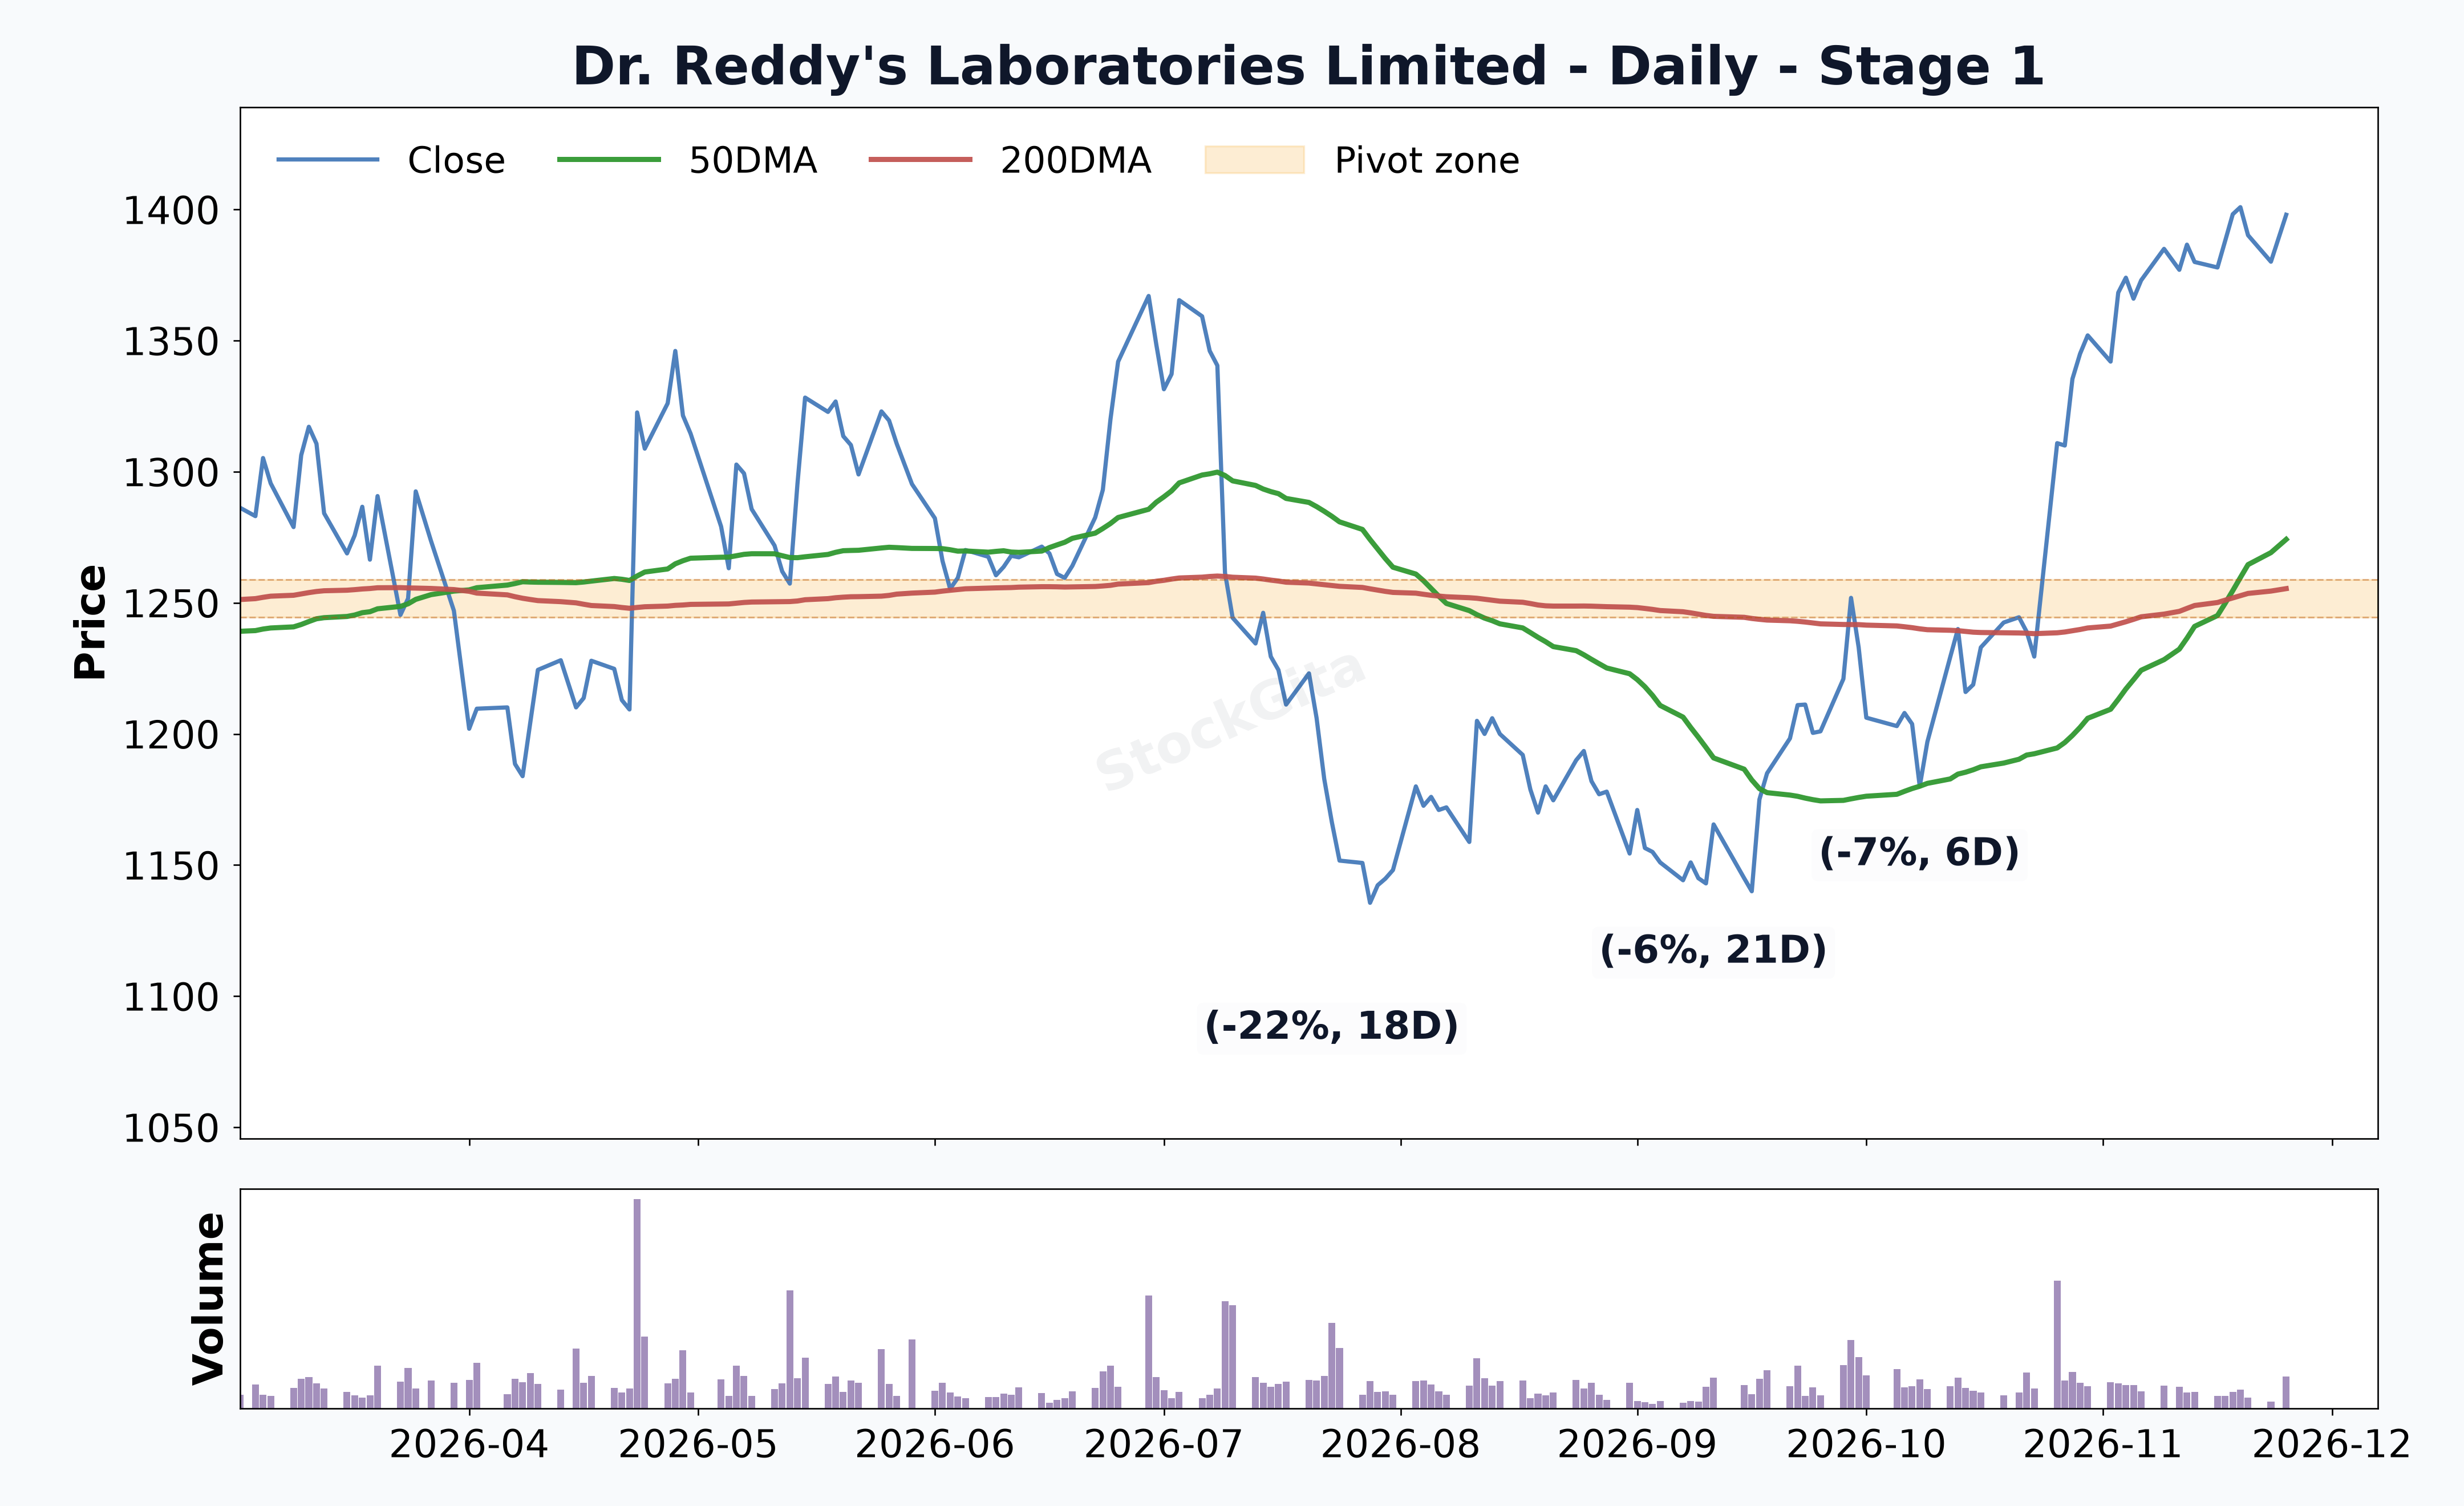 Dr. Reddy's Laboratories Limited - Daily - Stage 1
Close 50DMA 200DMA Pivot zone
1400
1350
1300
1250
1200
1150
1100
1050
Price
StockGita
(-7%, 6D)
(-6%, 21D)
(-22%, 18D)
Volume
2026-04 2026-05 2026-06 2026-07 2026-08 2026-09 2026-10 2026-11 2026-12